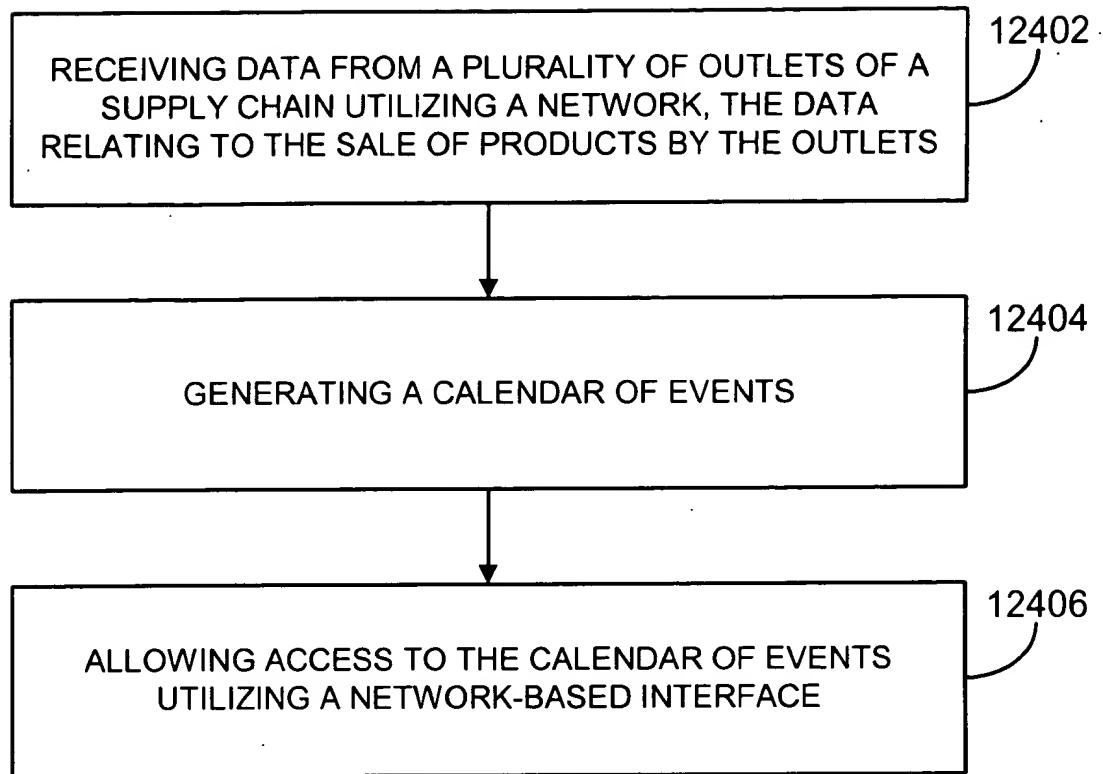 12402
RECEIVING DATA FROM A PLURALITY OF OUTLETS OF A
SUPPLY CHAIN UTILIZING A NETWORK, THE DATA
RELATING TO THE SALE OF PRODUCTS BY THE OUTLETS
12404
GENERATING A CALENDAR OF EVENTS
12406
ALLOWING ACCESS TO THE CALENDAR OF EVENTS
UTILIZING A NETWORK-BASED INTERFACE